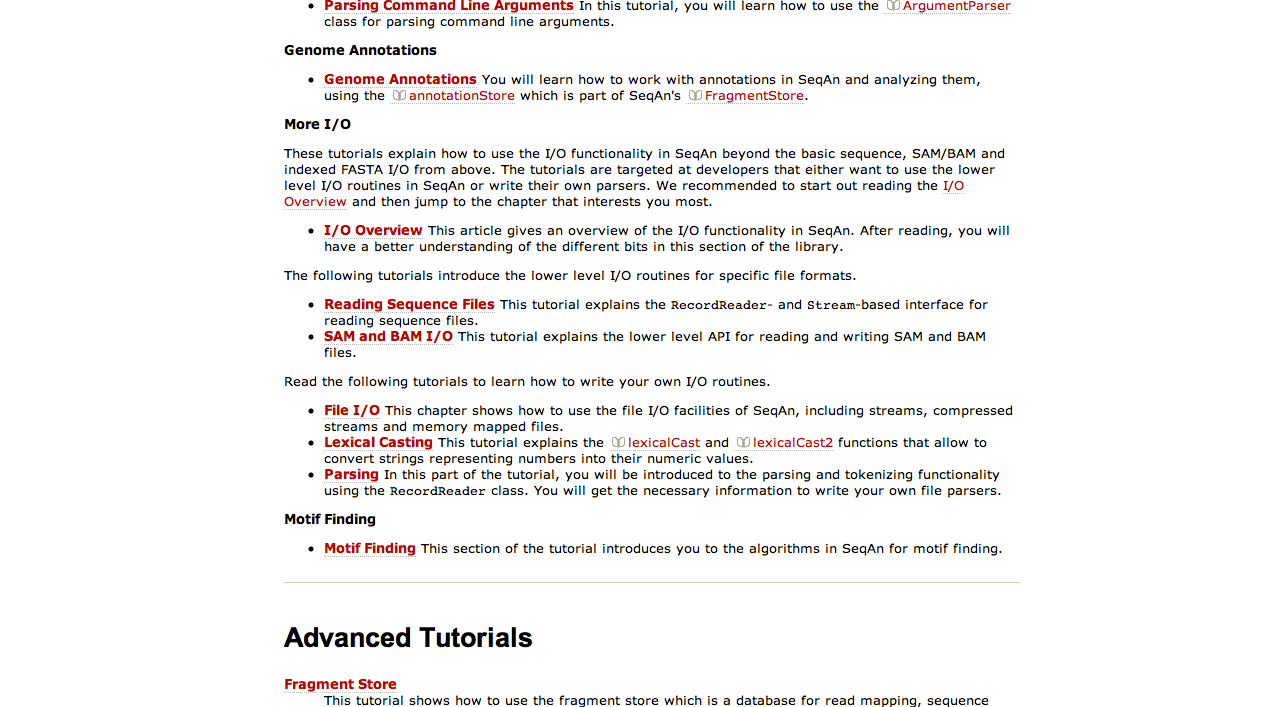 Parsing Command Line Arguments In this tutorial, you will learn how to use the ArgumentParser
class for parsing command line arguments.
Genome Annotations
Genome Annotations You will learn how to work with annotations in SeqAn and analyzing them,
using the annotationStore which is part of SeqAn's FragmentStore.
More I/O
These tutorials explain how to use the I/O functionality in SeqAn beyond the basic sequence, SAM/BAM and
indexed FASTA I/O from above. The tutorials are targeted at developers that either want to use the lower
level I/O routines in SeqAn or write their own parsers. We recommended to start out reading the I/O
Overview and then jump to the chapter that interests you most.
I/O Overview This article gives an overview of the I/O functionality in SeqAn. After reading, you will
have a better understanding of the different bits in this section of the library.
The following tutorials introduce the lower level I/O routines for specific file formats.
Reading Sequence Files This tutorial explains the RecordReader- and Stream-based interface for
reading sequence files.
SAM and BAM I/O This tutorial explains the lower level API for reading and writing SAM and BAM
files.
Read the following tutorials to learn how to write your own I/O routines.
File I/O This chapter shows how to use the file I/O facilities of SeqAn, including streams, compressed
streams and memory mapped files.
Lexical Casting This tutorial explains the lexicalCast and lexicalCast2 functions that allow to
convert strings representing numbers into their numeric values.
Parsing In this part of the tutorial, you will be introduced to the parsing and tokenizing functionality
using the RecordReader class. You will get the necessary information to write your own file parsers.
Motif Finding
Motif Finding This section of the tutorial introduces you to the algorithms in SeqAn for motif finding.
Advanced Tutorials
Fragment Store
This tutorial shows how to use the fragment store which is a database for read mapping, sequence